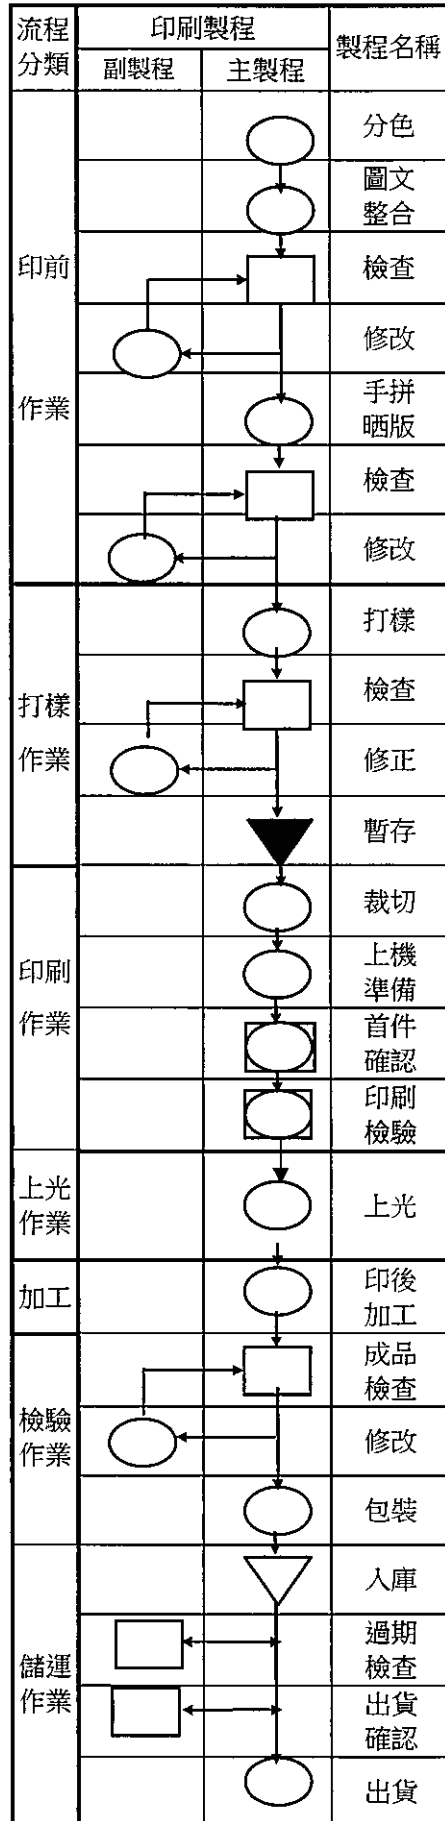 流程
分類
印刷製程
副製程
主製程
製程名稱
印前
作業
分色
圖文
整合
檢查
修改
手拼
晒版
檢查
修改
打樣
作業
打樣
檢查
修正
暫存
印刷
作業
裁切
上機
準備
首件
確認
印刷
檢驗
上光
作業
上光
加工
印後
加工
檢驗
作業
成品
檢查
修改
包裝
儲運
作業
入庫
過期
檢查
出貨
確認
出貨